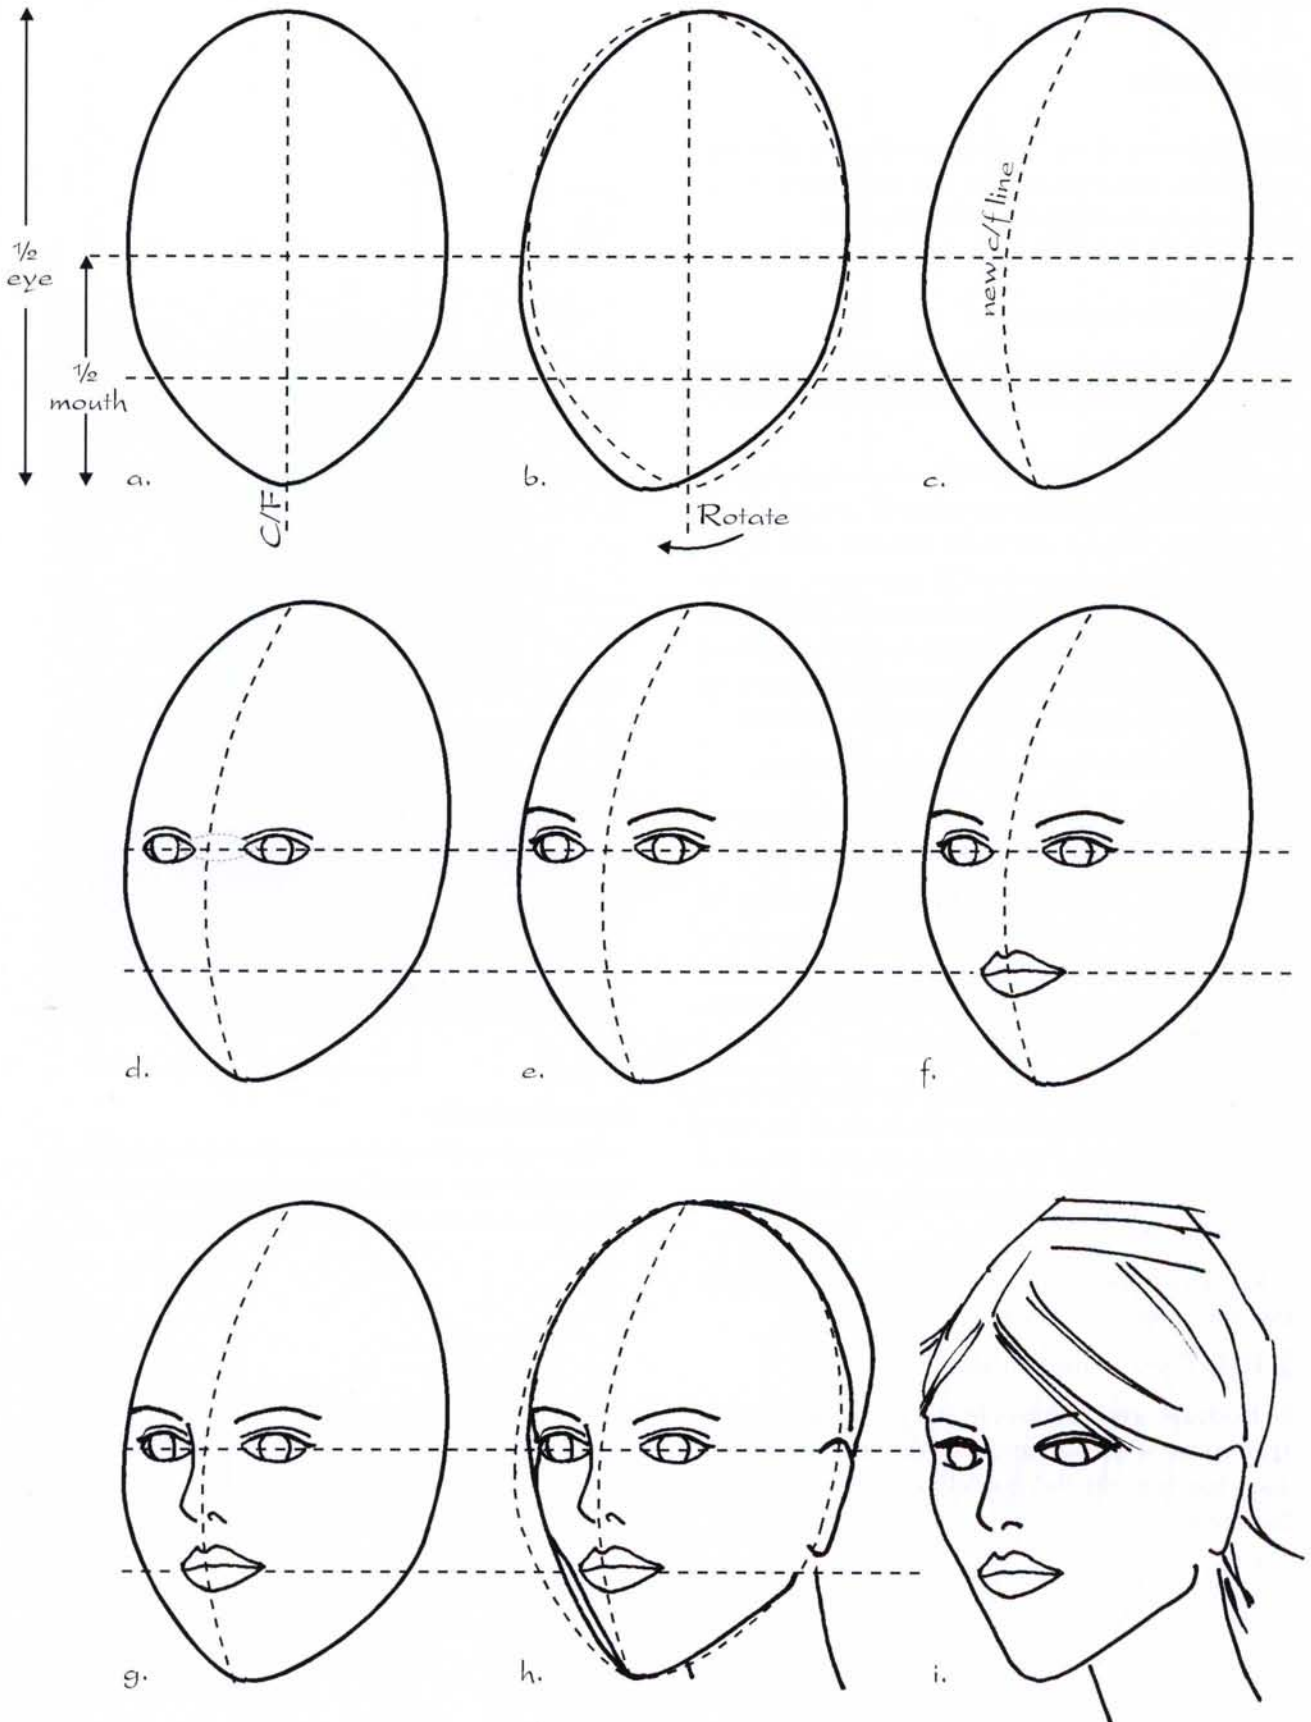 ½
eye
½
mouth
a.
C/F
b.
Rotate
new c/f line
c.
d.
e.
f.
g.
h.
i.